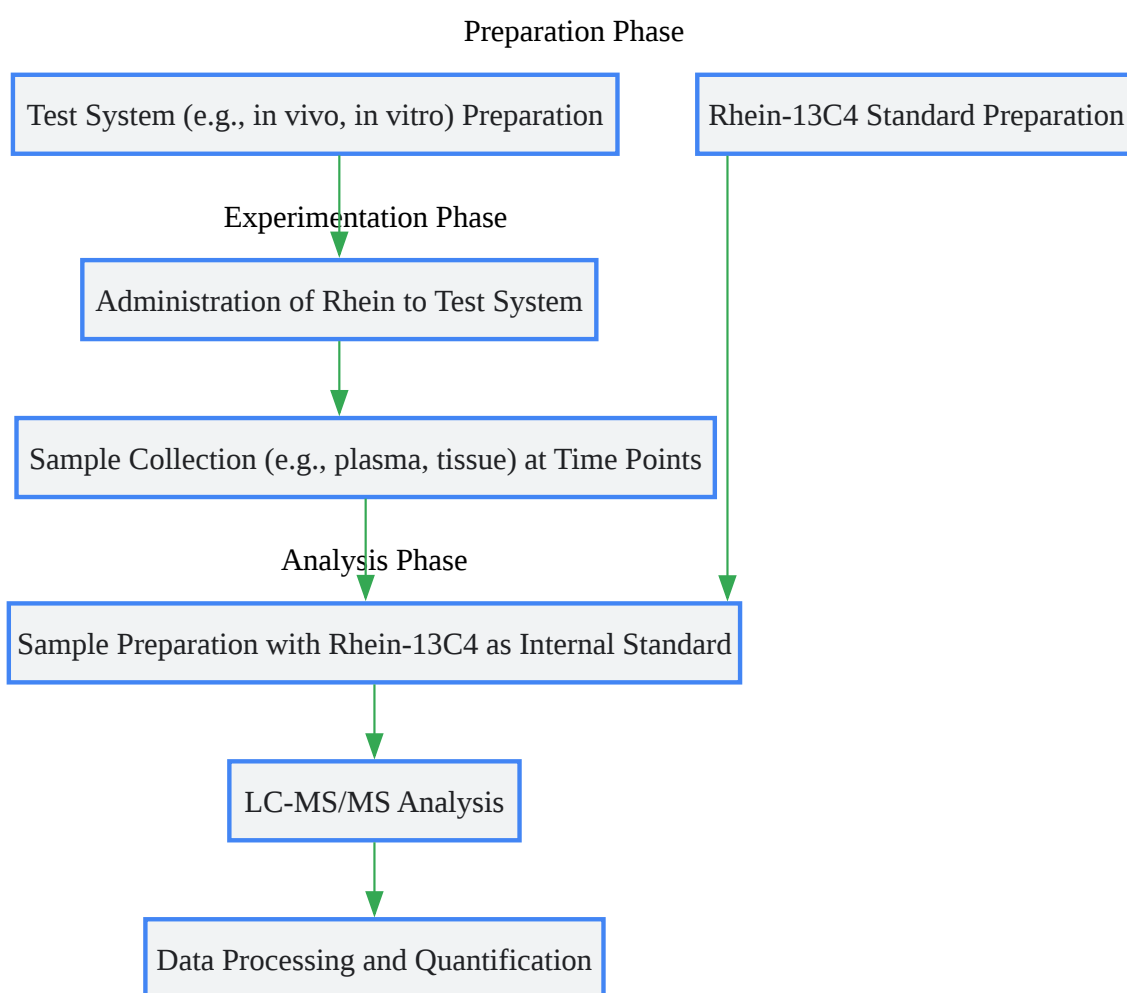 Preparation Phase
Test System (e.g., in vivo, in vitro) Preparation
Rhein-13C4 Standard Preparation
Experimentation Phase
Administration of Rhein to Test System
Sample Collection (e.g., plasma, tissue) at Time Points
Analysis Phase
Sample Preparation with Rhein-13C4 as Internal Standard
LC-MS/MS Analysis
Data Processing and Quantification